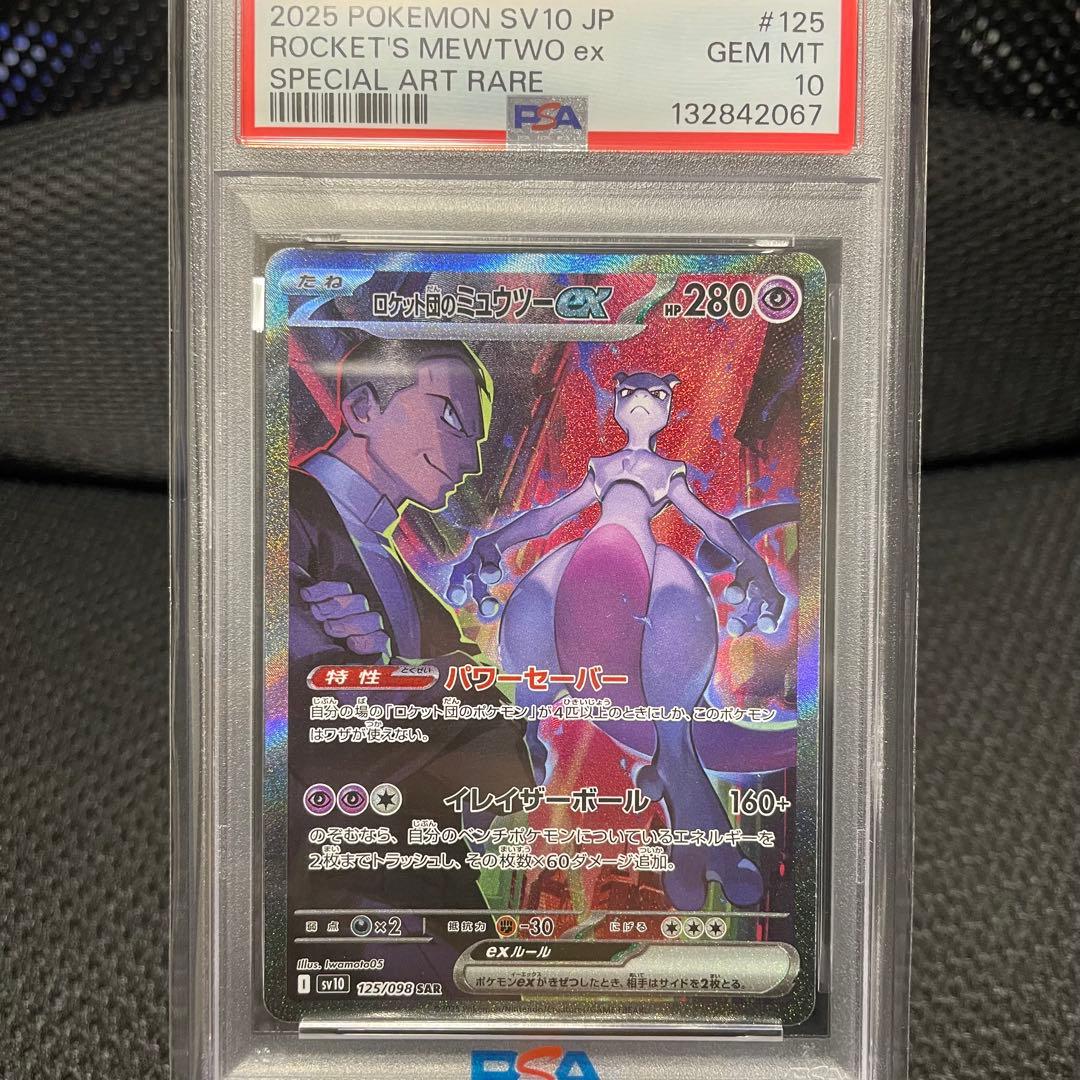 2025 POKEMON SV10 JP #125
ROCKET'S MEWTWO ex GEM MT
SPECIAL ART RARE 10
PSA 132842067
たね ロケット団のミュウツーex HP 280
特性 とくせい パワーセーバー
自分の場の「ロケット団のポケモン」が4匹以上のときにしか、このポケモン
はワザが使えない。
イレイザーボール 160+
のぞむなら、自分のベンチポケモンについているエネルギーを
2枚までトラッシュし、その枚数×60ダメージ追加。
弱点 ×2 抵抗力 -30 にげる
exルール
ポケモンexがきぜつしたとき、相手はサイドを2枚とる。
Illus. Iwamoto05
I sv10 125/098 SAR
PSA